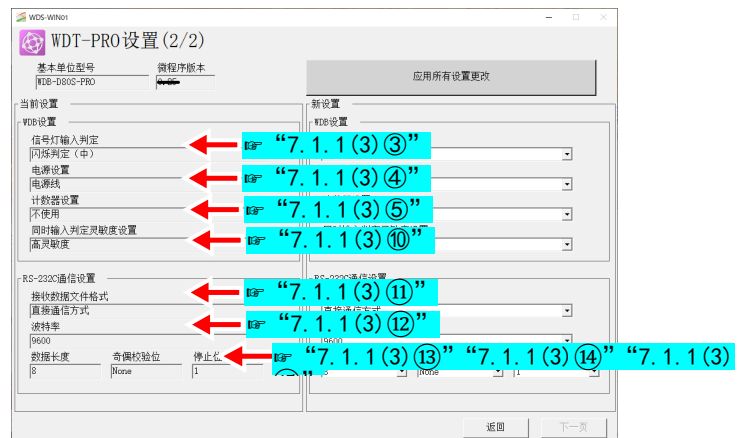 WDS-WIN01
WDT-PRO设置(2/2)
基本单位型号 微程序版本
WDB-D80S-PRO 0.85
应用所有设置更改
当前设置 新设置
WDB设置 WDB设置
信号灯输入判定
闪烁判定（中）
☞ “7.1.1(3)③”
电源设置
电源线
☞ “7.1.1(3)④”
计数器设置
不使用
☞ “7.1.1(3)⑤”
同时输入判定灵敏度设置
高灵敏度
☞ “7.1.1(3)⑩”
RS-232C通信设置 RS-232C通信设置
接收数据文件格式
直接通信方式 直接通信方式
☞ “7.1.1(3)⑪”
波特率
9600 9600
☞ “7.1.1(3)⑫”
数据长度 奇偶校验位 停止位
☞ “7.1.1(3)⑬” “7.1.1(3)⑭” “7.1.1(3)
8 None 1 8 None 1
返回 下一页